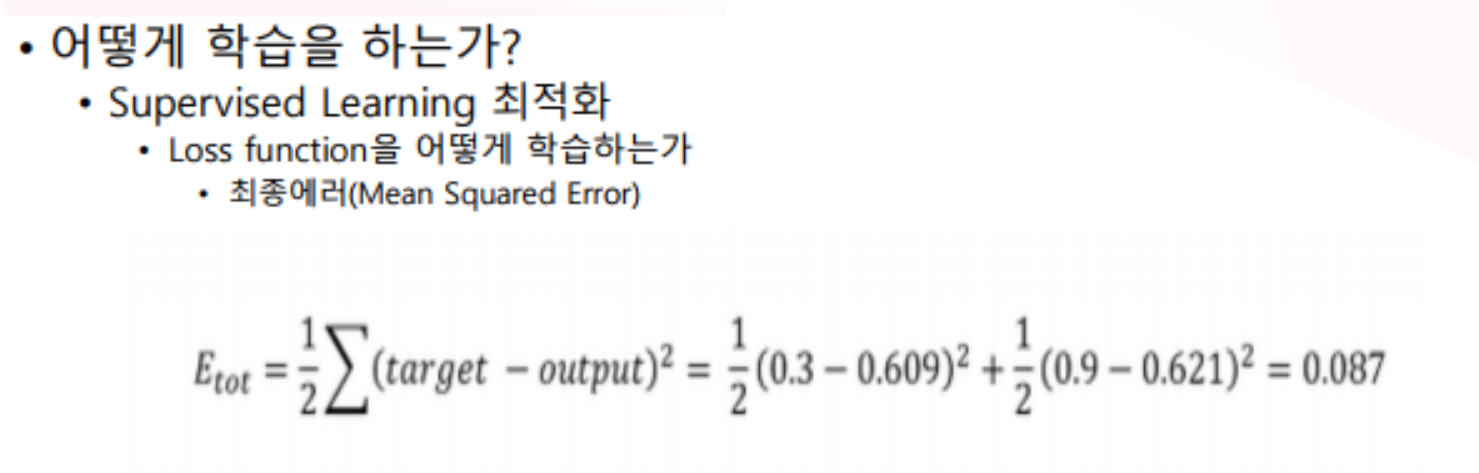 • 어떻게 학습을 하는가?
• Supervised Learning 최적화
• Loss function을 어떻게 학습하는가
• 최종에러(Mean Squared Error)
E_tot = 1/2 ∑(target − output)² = 1/2(0.3 − 0.609)² + 1/2(0.9 − 0.621)² = 0.087